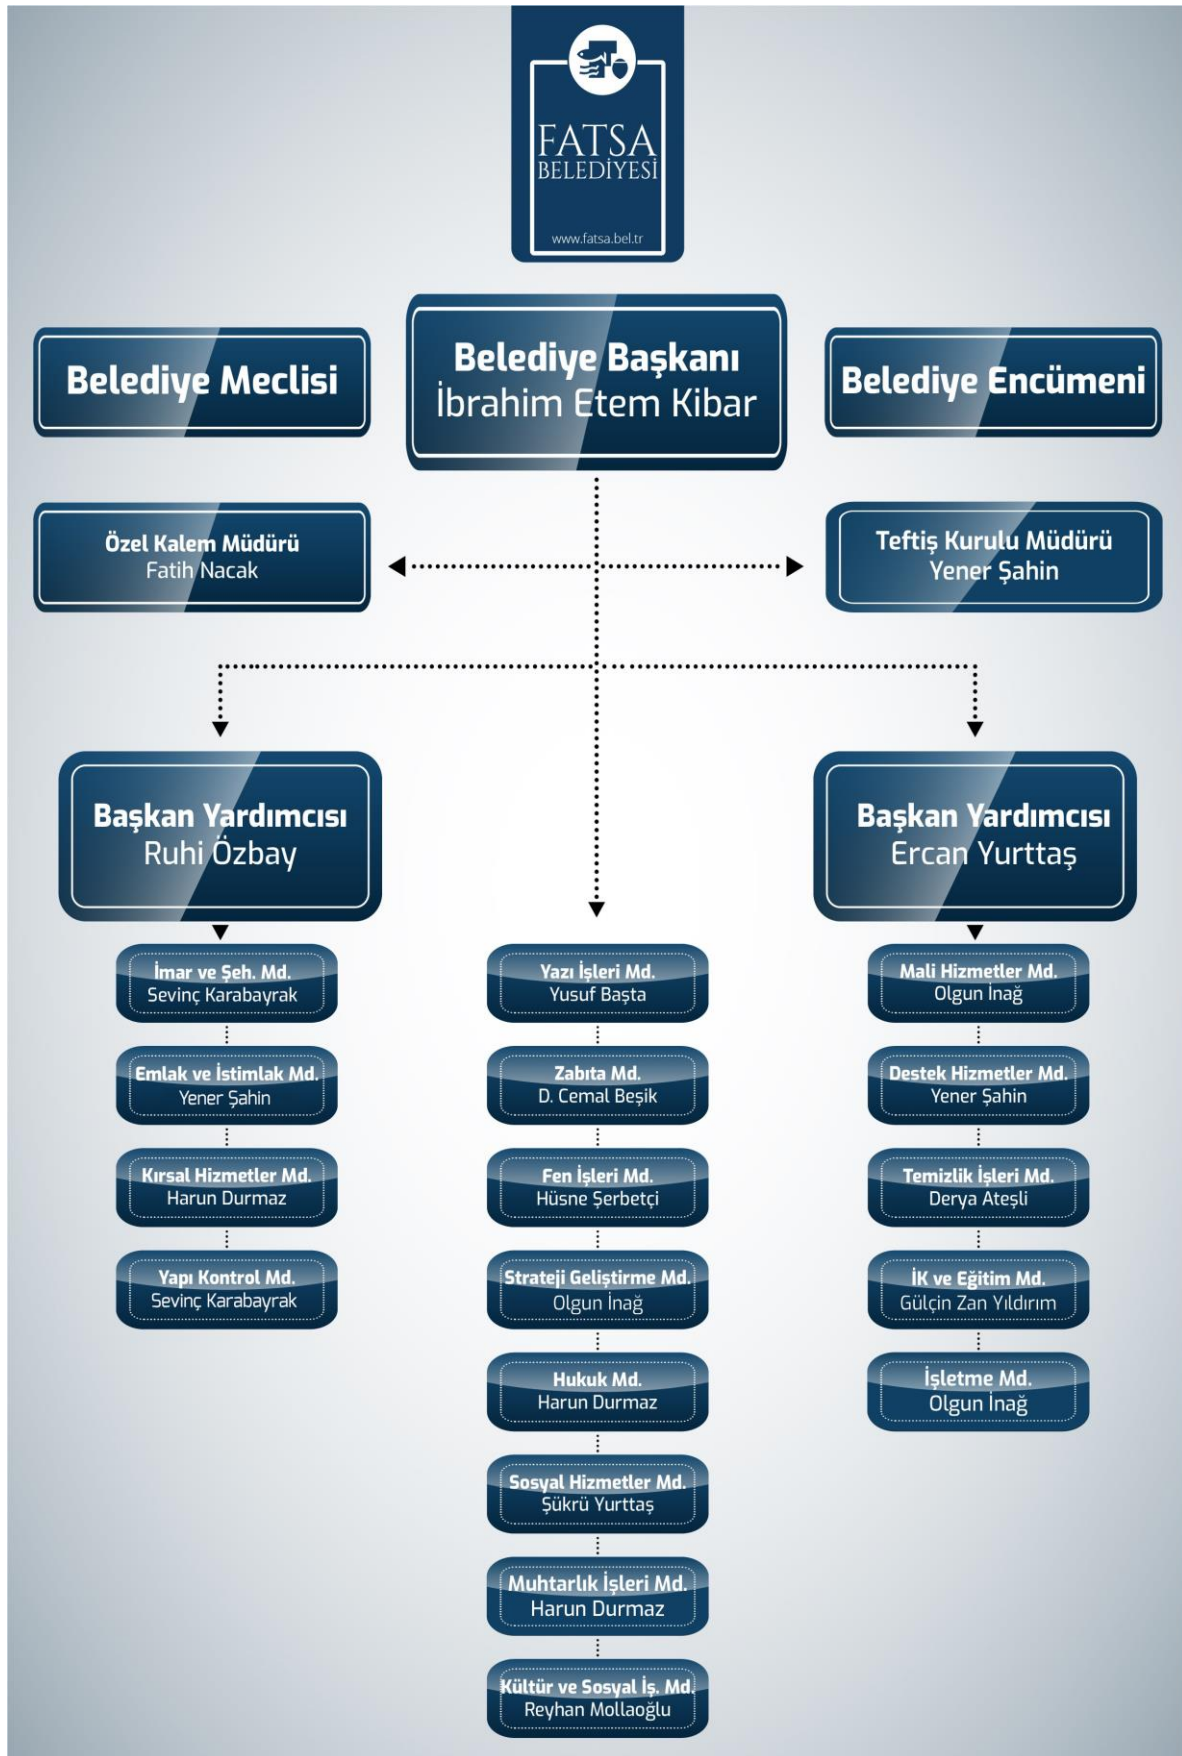 FATSA
BELEDİYESİ
www.fatsa.bel.tr
Belediye Meclisi
Belediye Başkanı
İbrahim Etem Kibar
Belediye Encümeni
Özel Kalem Müdürü
Fatih Nacak
Teftiş Kurulu Müdürü
Yener Şahin
Başkan Yardımcısı
Ruhi Özbay
İmar ve Şeh. Md.
Sevinç Karabayrak
Emlak ve İstimlak Md.
Yener Şahin
Kırsal Hizmetler Md.
Harun Durmaz
Yapı Kontrol Md.
Sevinç Karabayrak
Yazı İşleri Md.
Yusuf Başta
Zabıta Md.
D. Cemal Beşik
Fen İşleri Md.
Hüsne Şerbetçi
Strateji Geliştirme Md.
Olgun İnağ
Hukuk Md.
Harun Durmaz
Sosyal Hizmetler Md.
Şükrü Yurttaş
Muhtarlık İşleri Md.
Harun Durmaz
Kültür ve Sosyal İş. Md.
Reyhan Mollaoğlu
Başkan Yardımcısı
Ercan Yurttaş
Mali Hizmetler Md.
Olgun İnağ
Destek Hizmetler Md.
Yener Şahin
Temizlik İşleri Md.
Derya Ateşli
İK ve Eğitim Md.
Gülçin Zan Yıldırım
İşletme Md.
Olgun İnağ